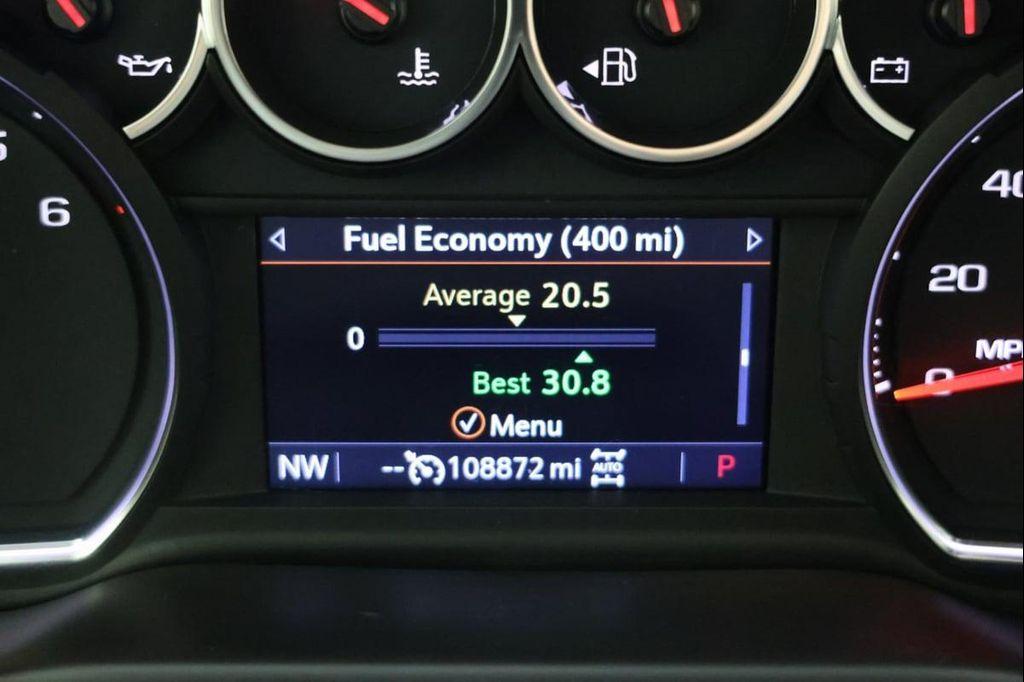 6
Fuel Economy (400 mi)
Average 20.5
0
Best 30.8
Menu
NW -- 108872 mi AUTO P
40
20
MP
0